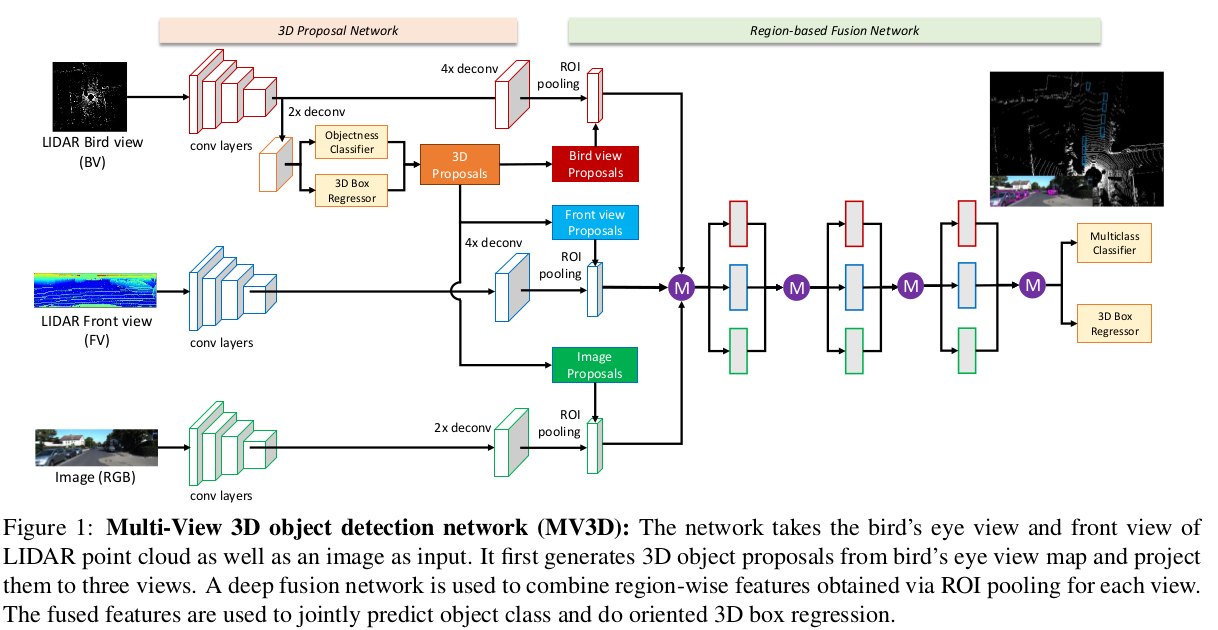 3D Proposal Network
Region-based Fusion Network
LIDAR Bird view
(BV)
conv layers
2x deconv
4x deconv
ROI
pooling
Objectness
Classifier
3D Box
Regressor
3D
Proposals
Bird view
Proposals
Front view
Proposals
LIDAR Front view
(FV)
conv layers
4x deconv
ROI
pooling
Image
Proposals
Image (RGB)
conv layers
2x deconv
ROI
pooling
M
M
M
M
Multiclass
Classifier
3D Box
Regressor
Figure 1: Multi-View 3D object detection network (MV3D): The network takes the bird's eye view and front view of
LIDAR point cloud as well as an image as input. It first generates 3D object proposals from bird's eye view map and project
them to three views. A deep fusion network is used to combine region-wise features obtained via ROI pooling for each view.
The fused features are used to jointly predict object class and do oriented 3D box regression.